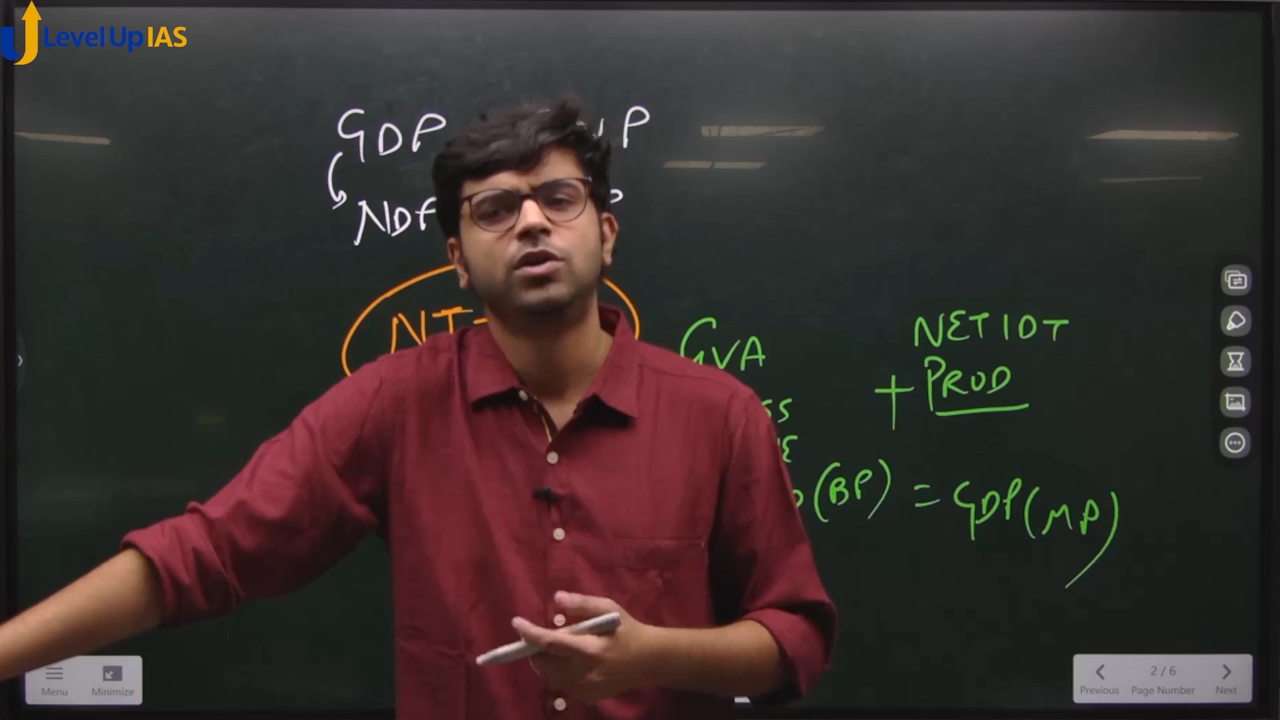 Level Up IAS
GDP
NDP
GVA
NET IDT
+ PROD
(BP) = GDP(MP)
Menu
Minimize
Previous
2 / 6
Page Number
Next